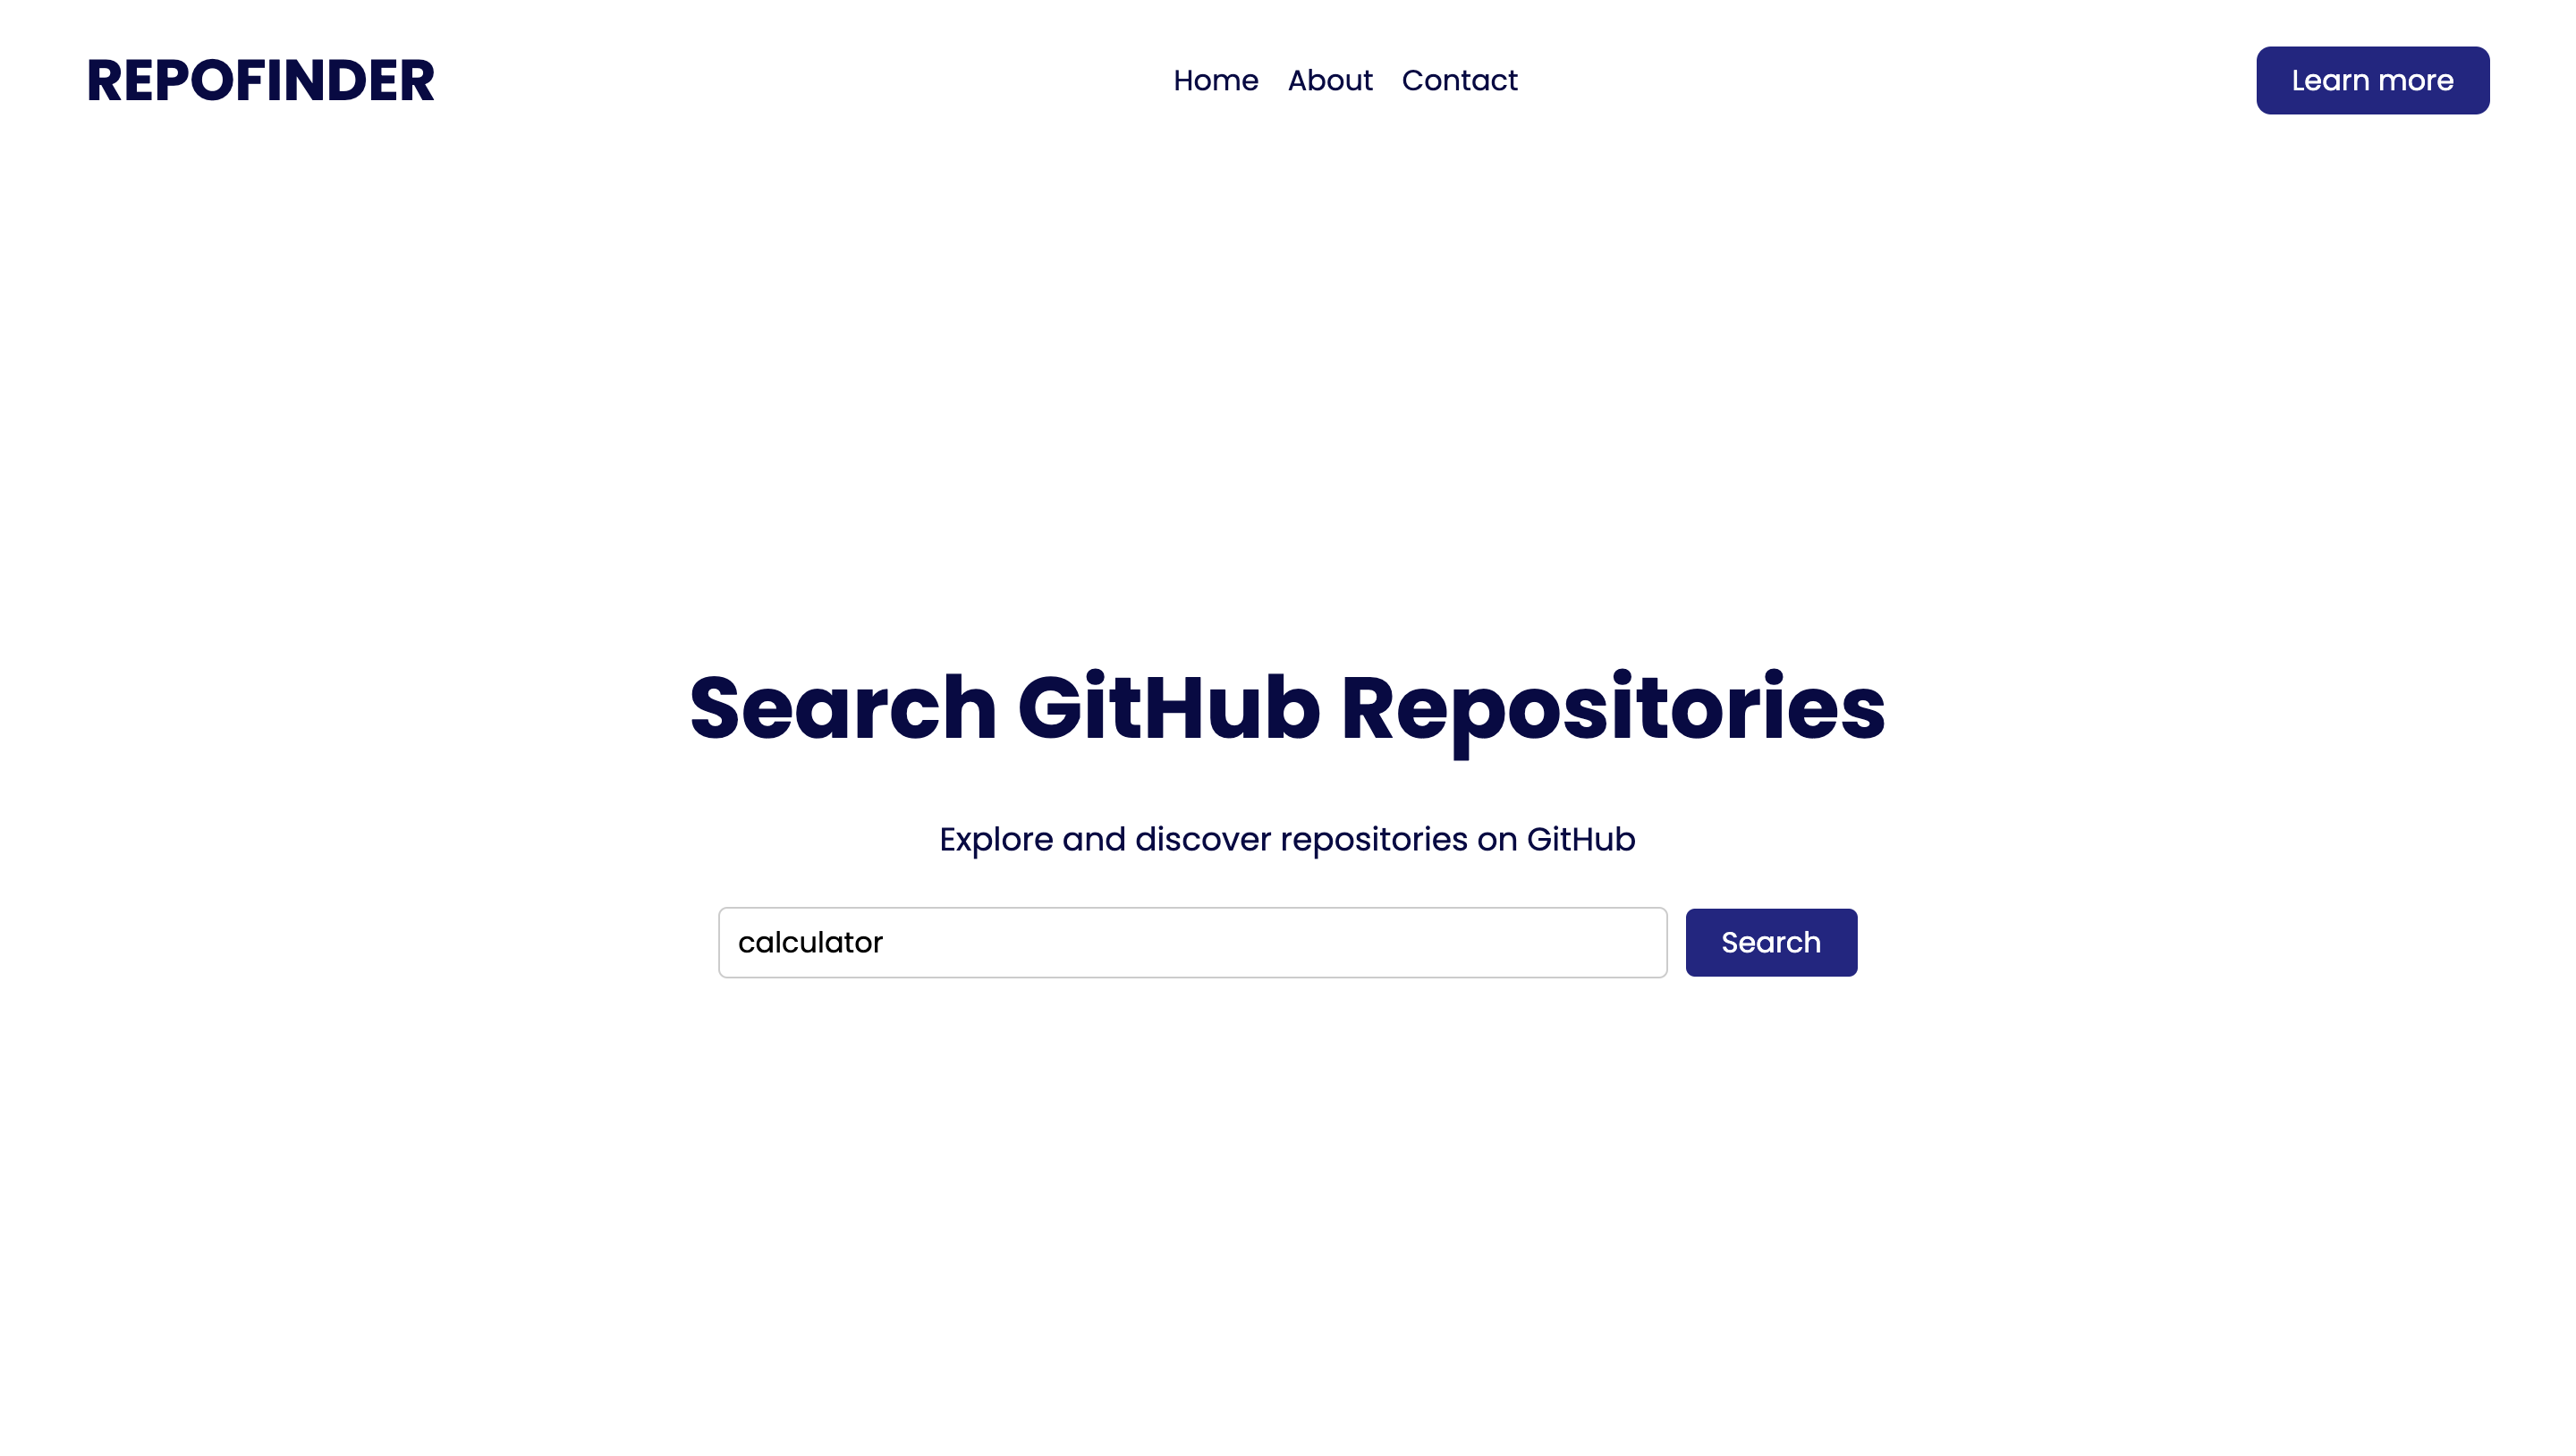 REPOFINDER
Home About Contact
Learn more
Search GitHub Repositories
Explore and discover repositories on GitHub
calculator
Search